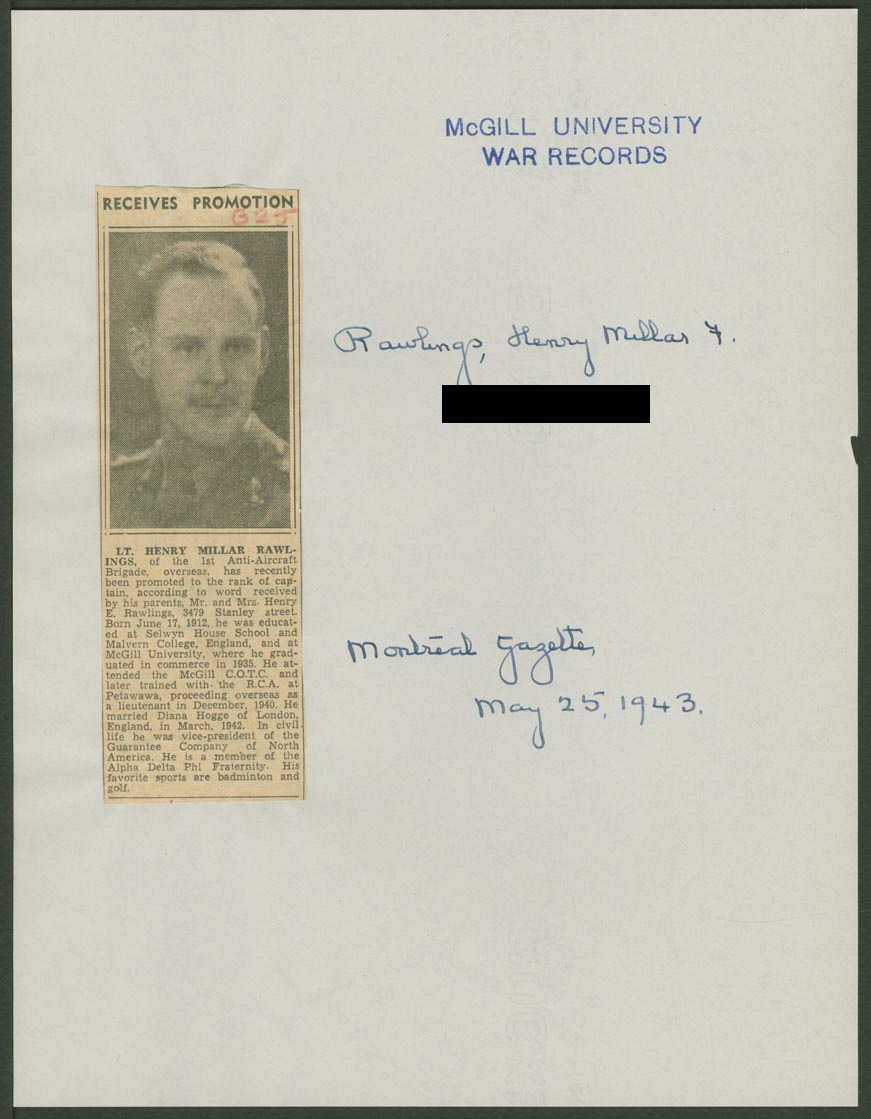 McGILL UNIVERSITY
WAR RECORDS
RECEIVES PROMOTION
G25
Rawlings, Henry Millar F.
LT. HENRY MILLAR RAWL-
INGS, of the 1st Anti-Aircraft
Brigade, overseas, has recently
been promoted to the rank of cap-
tain, according to word received
by his parents, Mr. and Mrs. Henry
E. Rawlings, 3479 Stanley street.
Born June 17, 1912, he was educat-
ed at Selwyn House School and
Malvern College, England, and at
McGill University, where he grad-
uated in commerce in 1935. He at-
tended the McGill C.O.T.C. and
later trained with the R.C.A. at
Petawawa, proceeding overseas as
a lieutenant in December, 1940. He
married Diana Hogge of London,
England, in March, 1942. In civil
life he was vice-president of the
Guarantee Company of North
America. He is a member of the
Alpha Delta Phi Fraternity. His
favorite sports are badminton and
golf.
Montreal Gazette,
May 25, 1943.